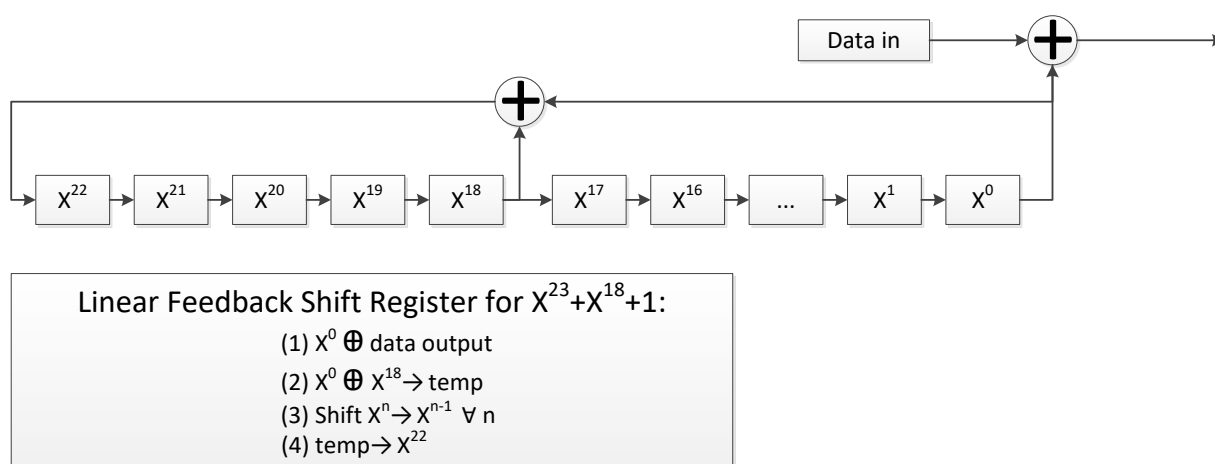 Data in
X²² X²¹ X²⁰ X¹⁹ X¹⁸ X¹⁷ X¹⁶ ... X¹ X⁰
Linear Feedback Shift Register for X²³+X¹⁸+1:
(1) X⁰ ⊕ data output
(2) X⁰ ⊕ X¹⁸→ temp
(3) Shift Xⁿ→ Xⁿ⁻¹ ∀ n
(4) temp→ X²²